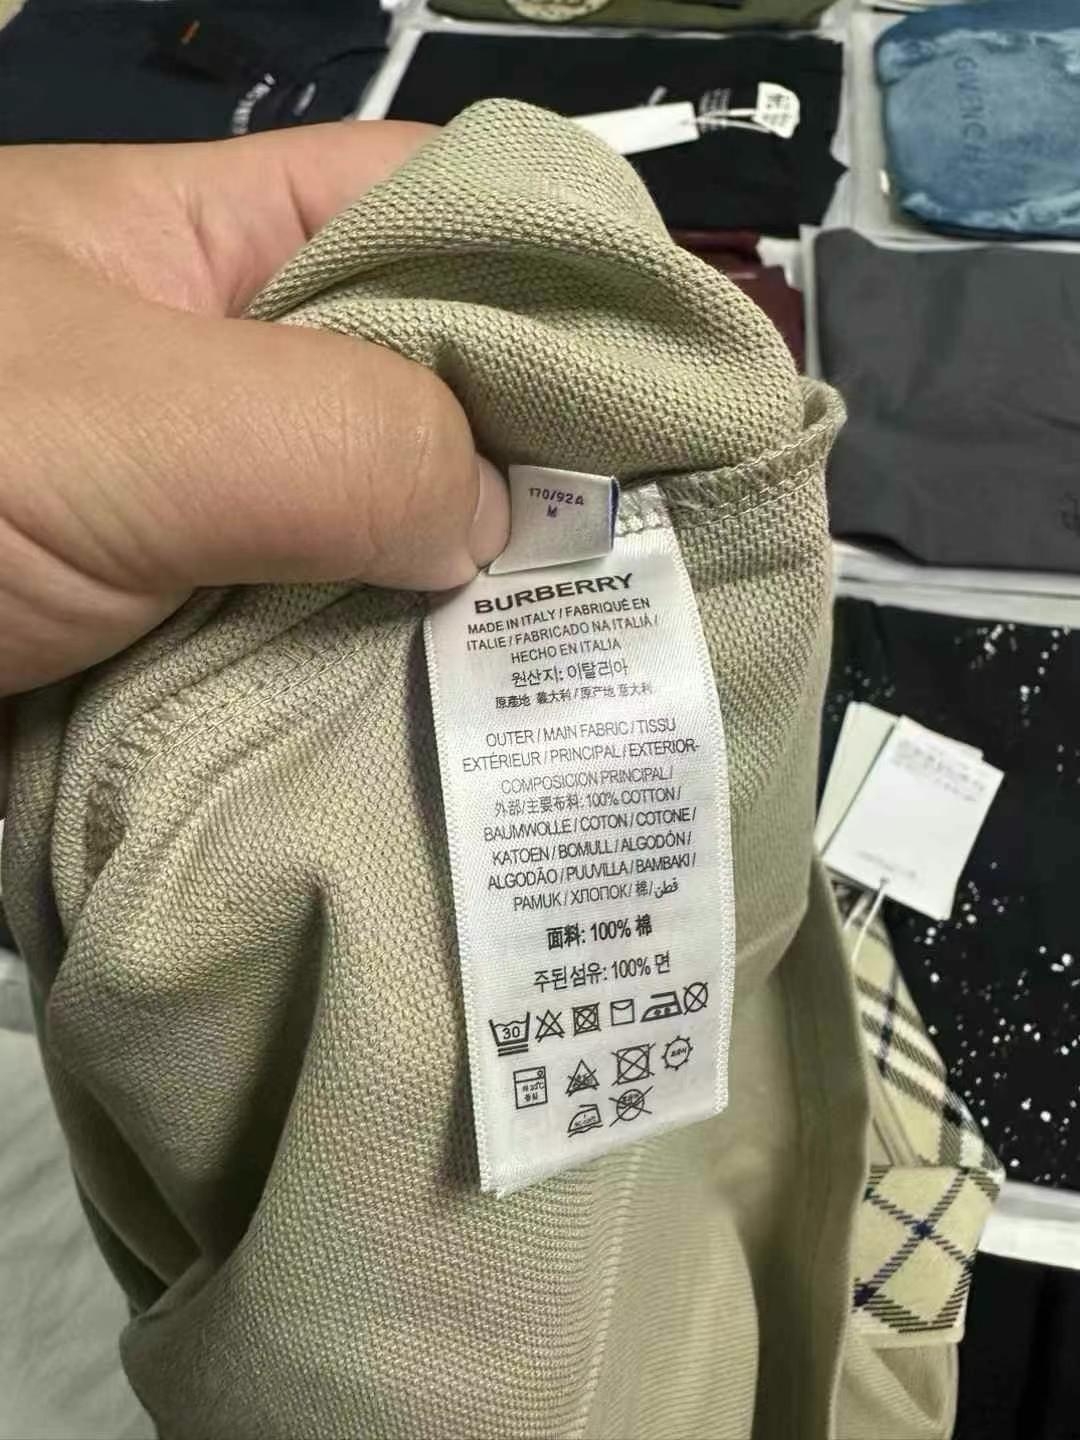 GIVENCHY
170/92A
M
BURBERRY
MADE IN ITALY / FABRIQUÉ EN
ITALIE / FABRICADO NA ITALIÀ /
HECHO EN ITALIA
원산지: 이탈리아
原產地 義大利 / 原产地 意大利
OUTER / MAIN FABRIC / TISSU
EXTÉRIEUR / PRINCIPAL / EXTERIOR-
COMPOSICION PRINCIPAL /
外部/主要布料: 100% COTTON /
BAUMWOLLE / COTON / COTONE /
KATOEN / BOMULL / ALGODÓN /
ALGODÃO / PUUVILLA / BAMBAKI /
PAMUK / ХЛОПОК / 棉 / قطن
面料: 100% 棉
주된섬유: 100% 면
30